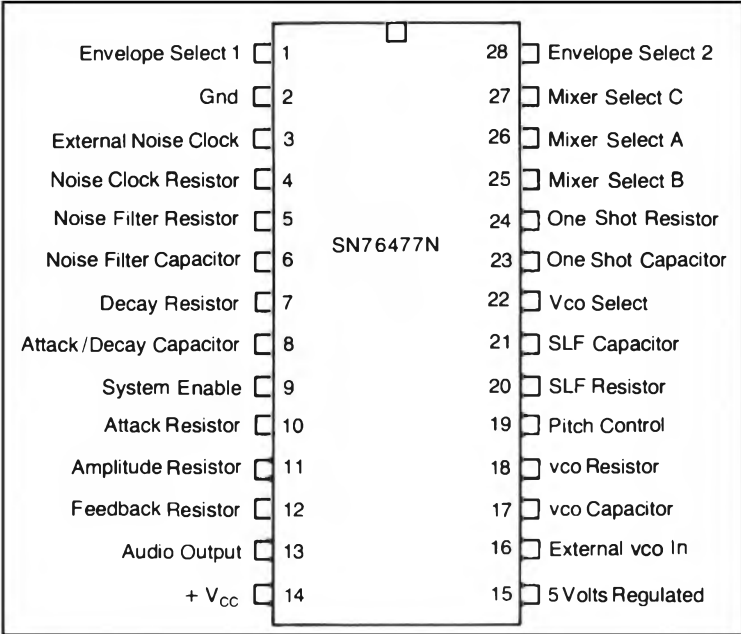 Envelope Select 1 1 28 Envelope Select 2
Gnd 2 27 Mixer Select C
External Noise Clock 3 26 Mixer Select A
Noise Clock Resistor 4 25 Mixer Select B
Noise Filter Resistor 5 24 One Shot Resistor
SN76477N
Noise Filter Capacitor 6 23 One Shot Capacitor
Decay Resistor 7 22 Vco Select
Attack/Decay Capacitor 8 21 SLF Capacitor
System Enable 9 20 SLF Resistor
Attack Resistor 10 19 Pitch Control
Amplitude Resistor 11 18 vco Resistor
Feedback Resistor 12 17 vco Capacitor
Audio Output 13 16 External vco In
+ VCC 14 15 5 Volts Regulated